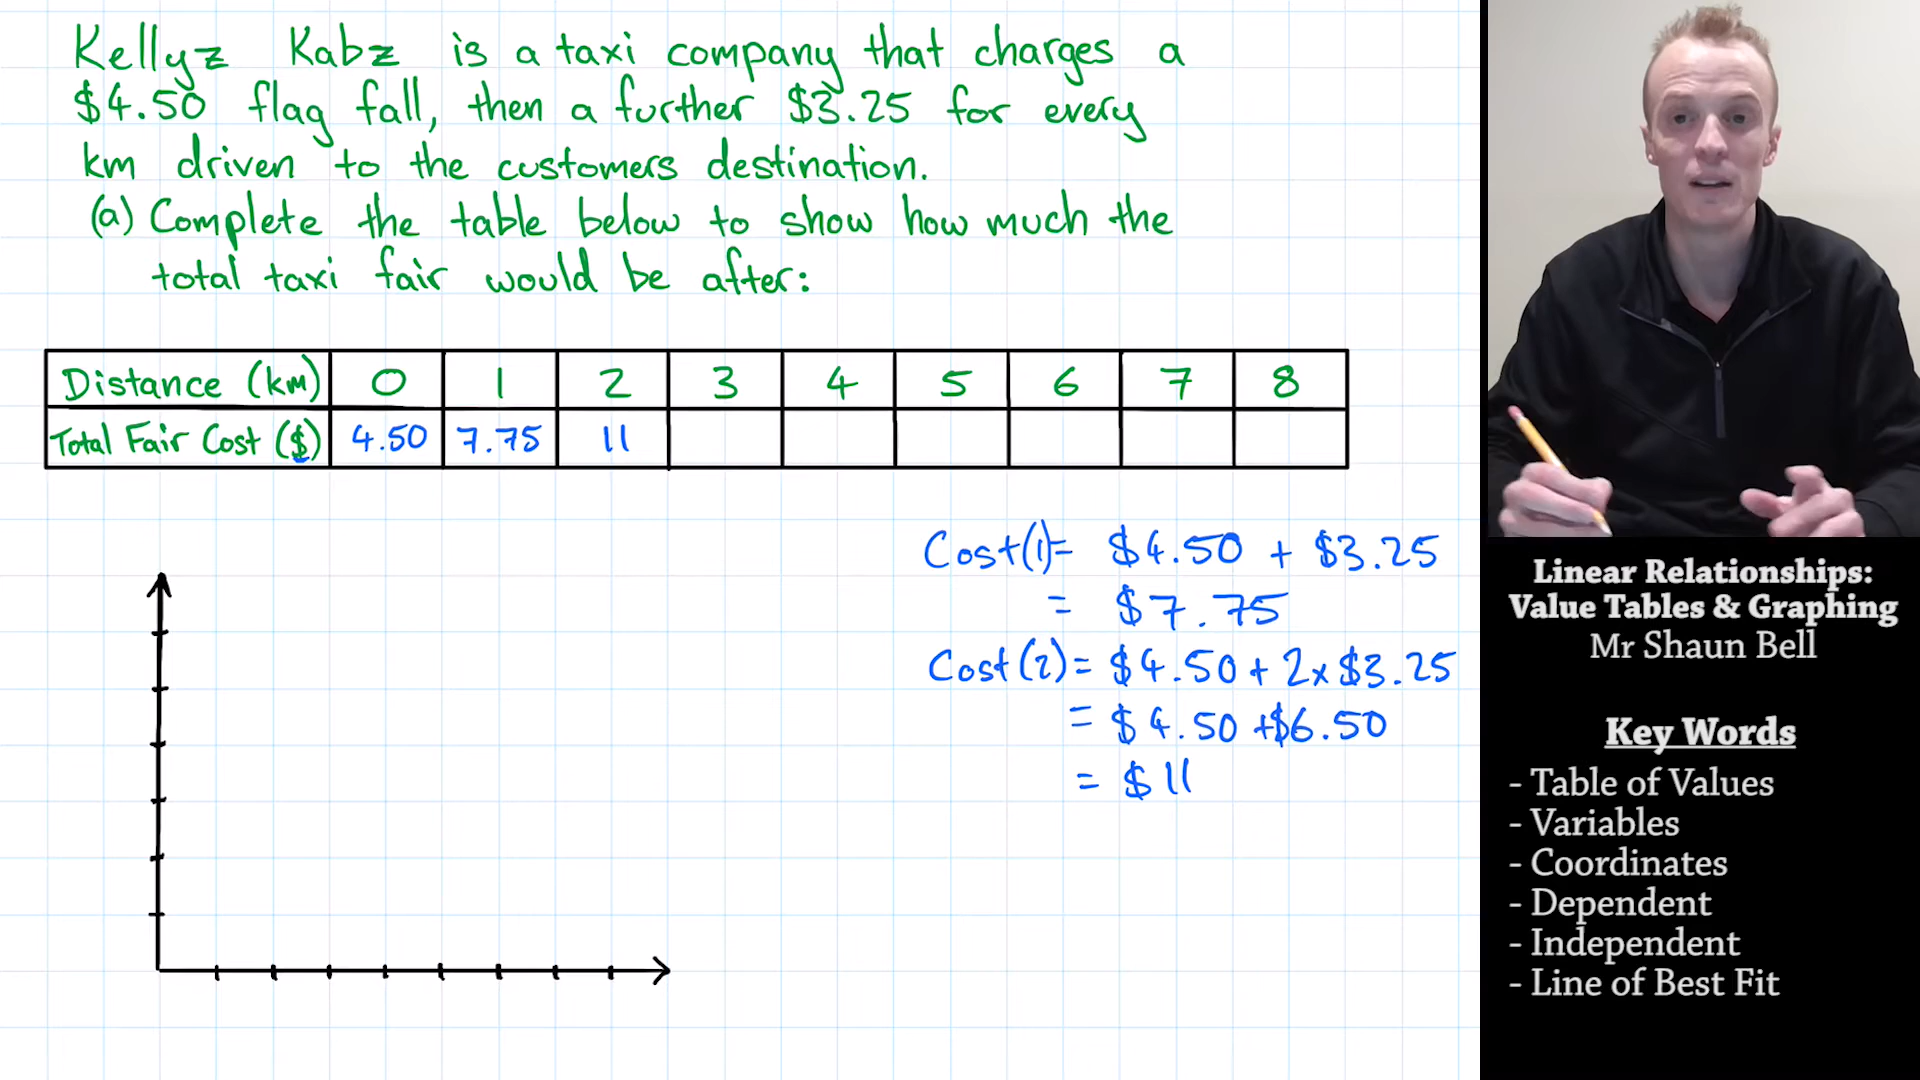 Kellyz Kabz is a taxi company that charges a
$4.50 flag fall, then a further $3.25 for every
km driven to the customers destination.
(a) Complete the table below to show how much the
total taxi fair would be after:
Distance (km) 0 1 2 3 4 5 6 7 8
Total Fair Cost ($) 4.50 7.75 11
Cost(1)= $4.50 + $3.25
= $7.75
Cost(2)= $4.50+2x$3.25
= $4.50+$6.50
= $11
Linear Relationships:
Value Tables & Graphing
Mr Shaun Bell
Key Words
- Table of Values
- Variables
- Coordinates
- Dependent
- Independent
- Line of Best Fit